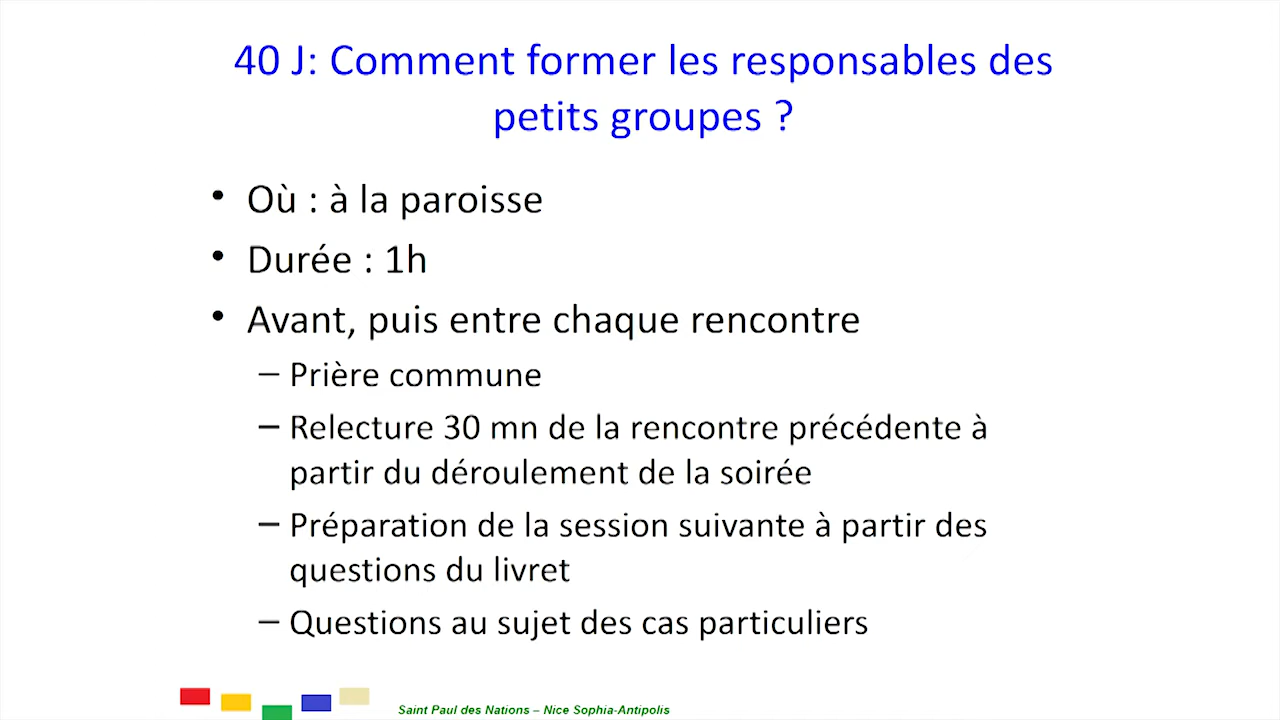 40 J: Comment former les responsables des
petits groupes ?
• Où : à la paroisse
• Durée : 1h
• Avant, puis entre chaque rencontre
– Prière commune
– Relecture 30 mn de la rencontre précédente à
partir du déroulement de la soirée
– Préparation de la session suivante à partir des
questions du livret
– Questions au sujet des cas particuliers
Saint Paul des Nations – Nice Sophia-Antipolis